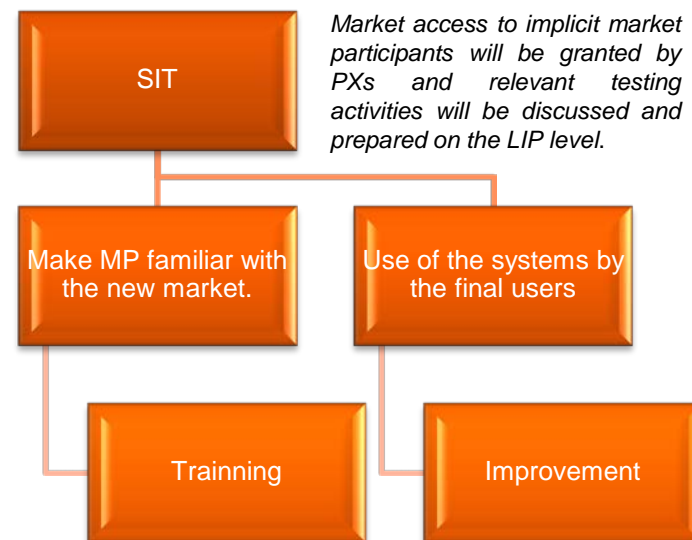 SIT
Market access to implicit market
participants will be granted by
PXs and relevant testing
activities will be discussed and
prepared on the LIP level.
Make MP familiar with
the new market.
Use of the systems by
the final users
Trainning
Improvement